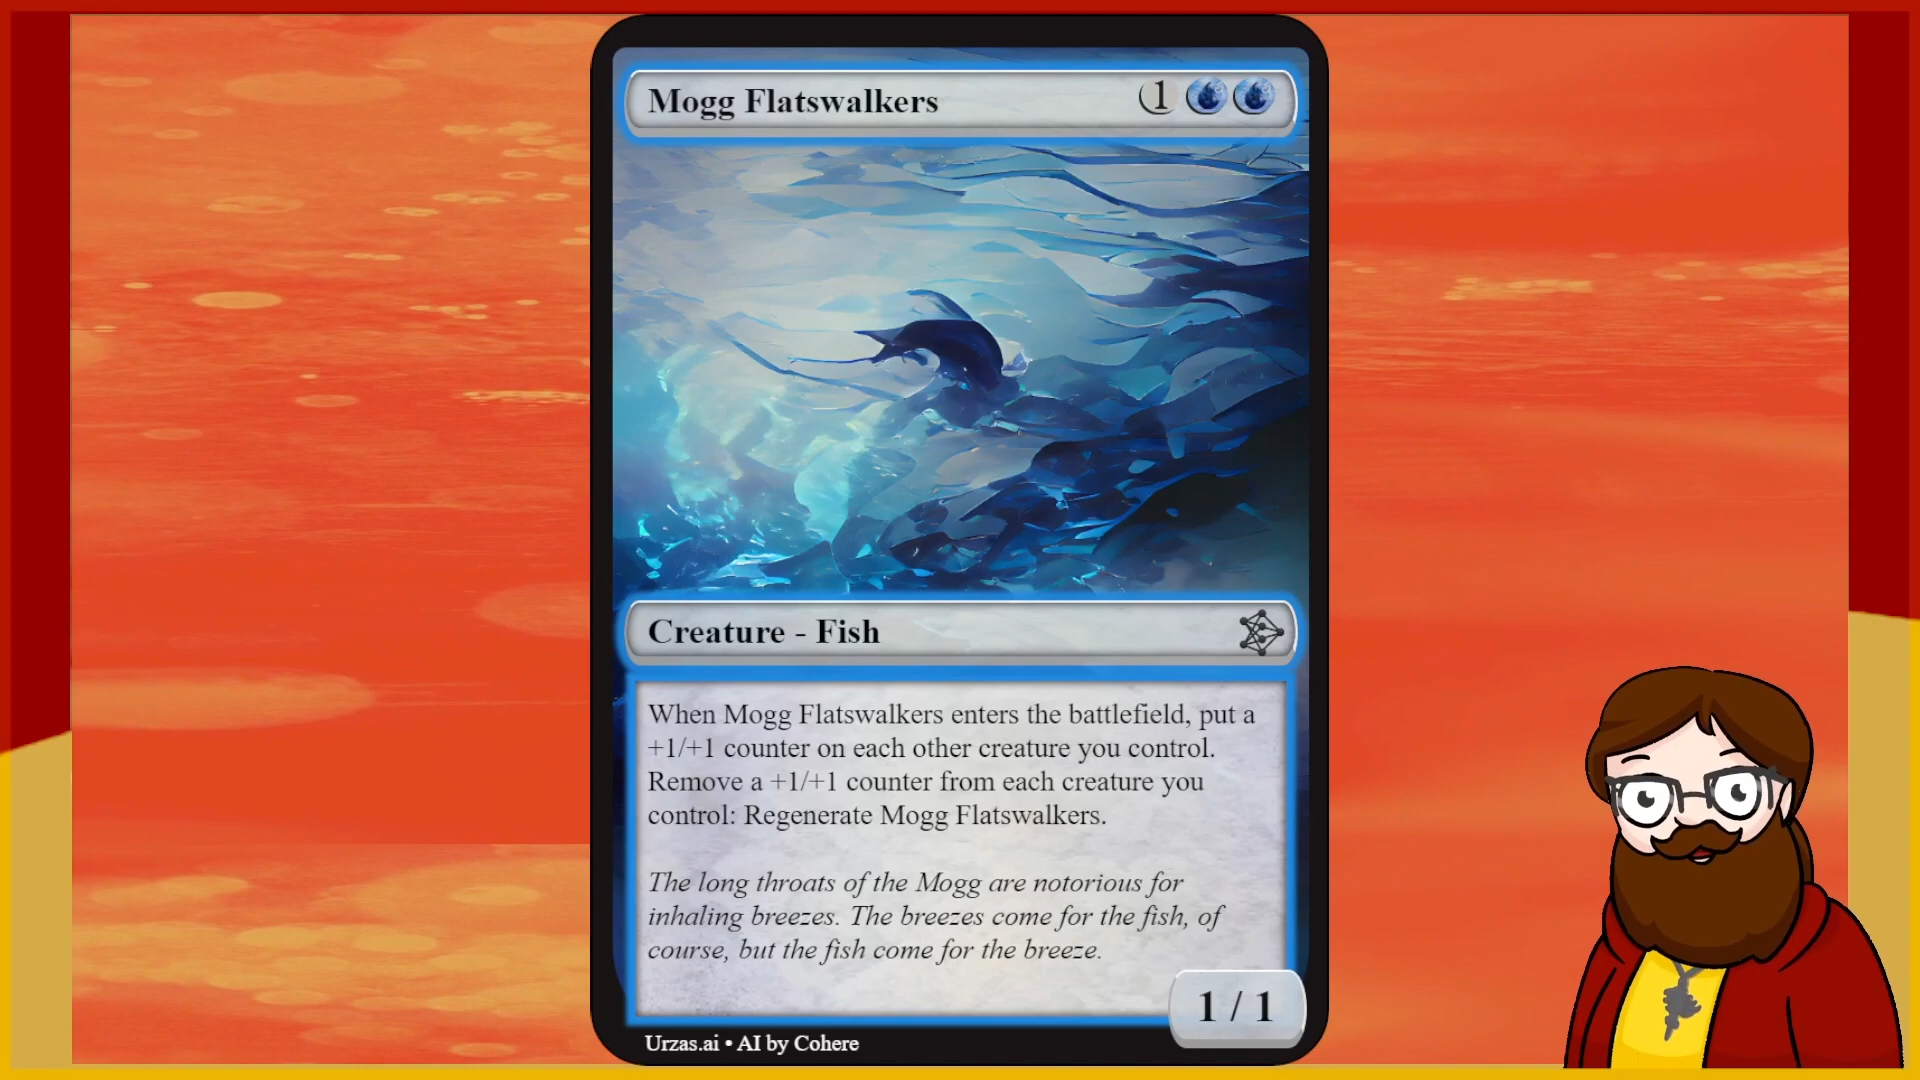 Mogg Flatswalkers 1
Creature - Fish
When Mogg Flatswalkers enters the battlefield, put a
+1/+1 counter on each other creature you control.
Remove a +1/+1 counter from each creature you
control: Regenerate Mogg Flatswalkers.
The long throats of the Mogg are notorious for
inhaling breezes. The breezes come for the fish, of
course, but the fish come for the breeze.
1 / 1
Urzas.ai • AI by Cohere